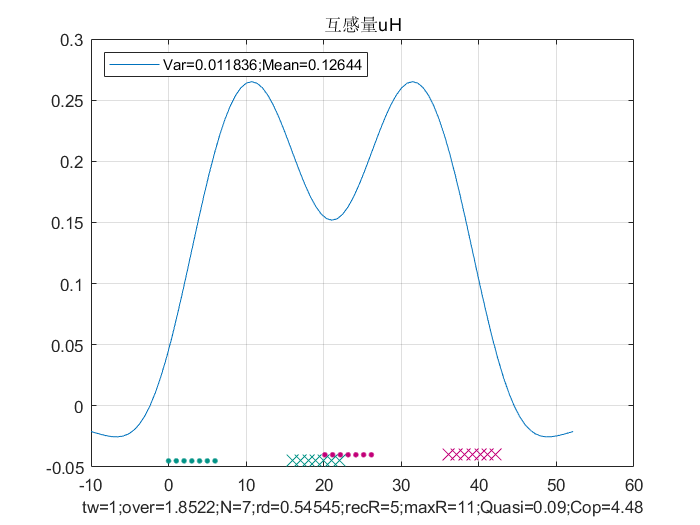 互感量uH
Var=0.011836;Mean=0.12644
0.3
0.25
0.2
0.15
0.1
0.05
0
-0.05
-10 0 10 20 30 40 50 60
tw=1;over=1.8522;N=7;rd=0.54545;recR=5;maxR=11;Quasi=0.09;Cop=4.48